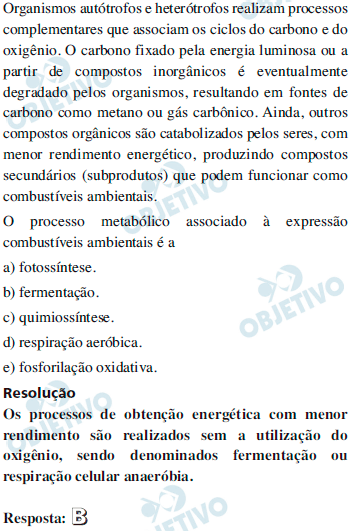 Organismos autótrofos e heterótrofos realizam processos
complementares que associam os ciclos do carbono e do
oxigênio. O carbono fixado pela energia luminosa ou a
partir de compostos inorgânicos é eventualmente
degradado pelos organismos, resultando em fontes de
carbono como metano ou gás carbônico. Ainda, outros
compostos orgânicos são catabolizados pelos seres, com
menor rendimento energético, produzindo compostos
secundários (subprodutos) que podem funcionar como
combustíveis ambientais.
O processo metabólico associado à expressão
combustíveis ambientais é a
a) fotossíntese.
b) fermentação.
c) quimiossíntese.
d) respiração aeróbica.
e) fosforilação oxidativa.
Resolução
Os processos de obtenção energética com menor
rendimento são realizados sem a utilização do
oxigênio, sendo denominados fermentação ou
respiração celular anaeróbia.
Resposta: B
OBJETIVO
OBJETIVO
OBJETIVO
OBJETIVO
OBJETIVO
OBJETIVO